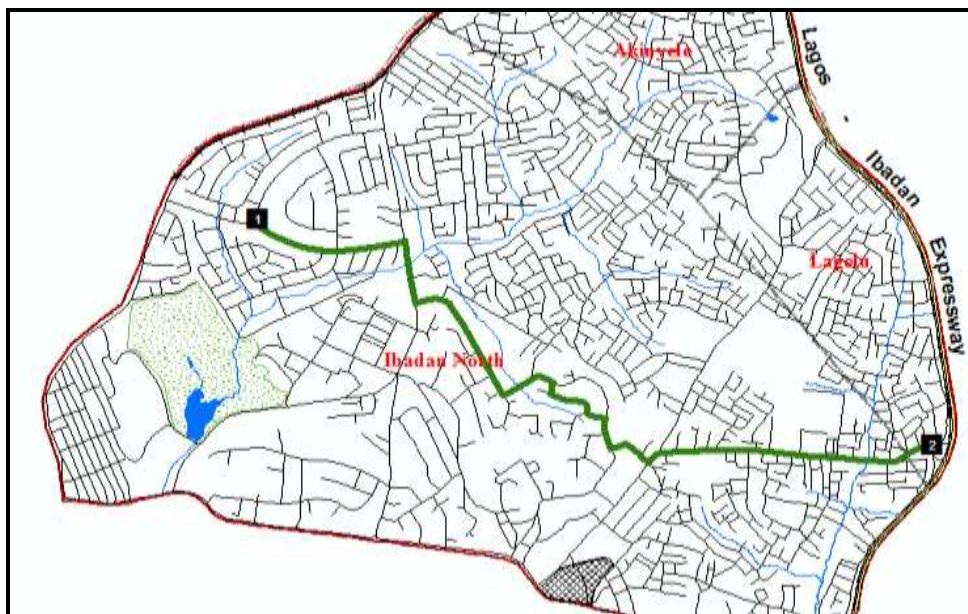 Akinyele
Lagos
Ibadan
Expressway
Lagelu
1
Ibadan North
2